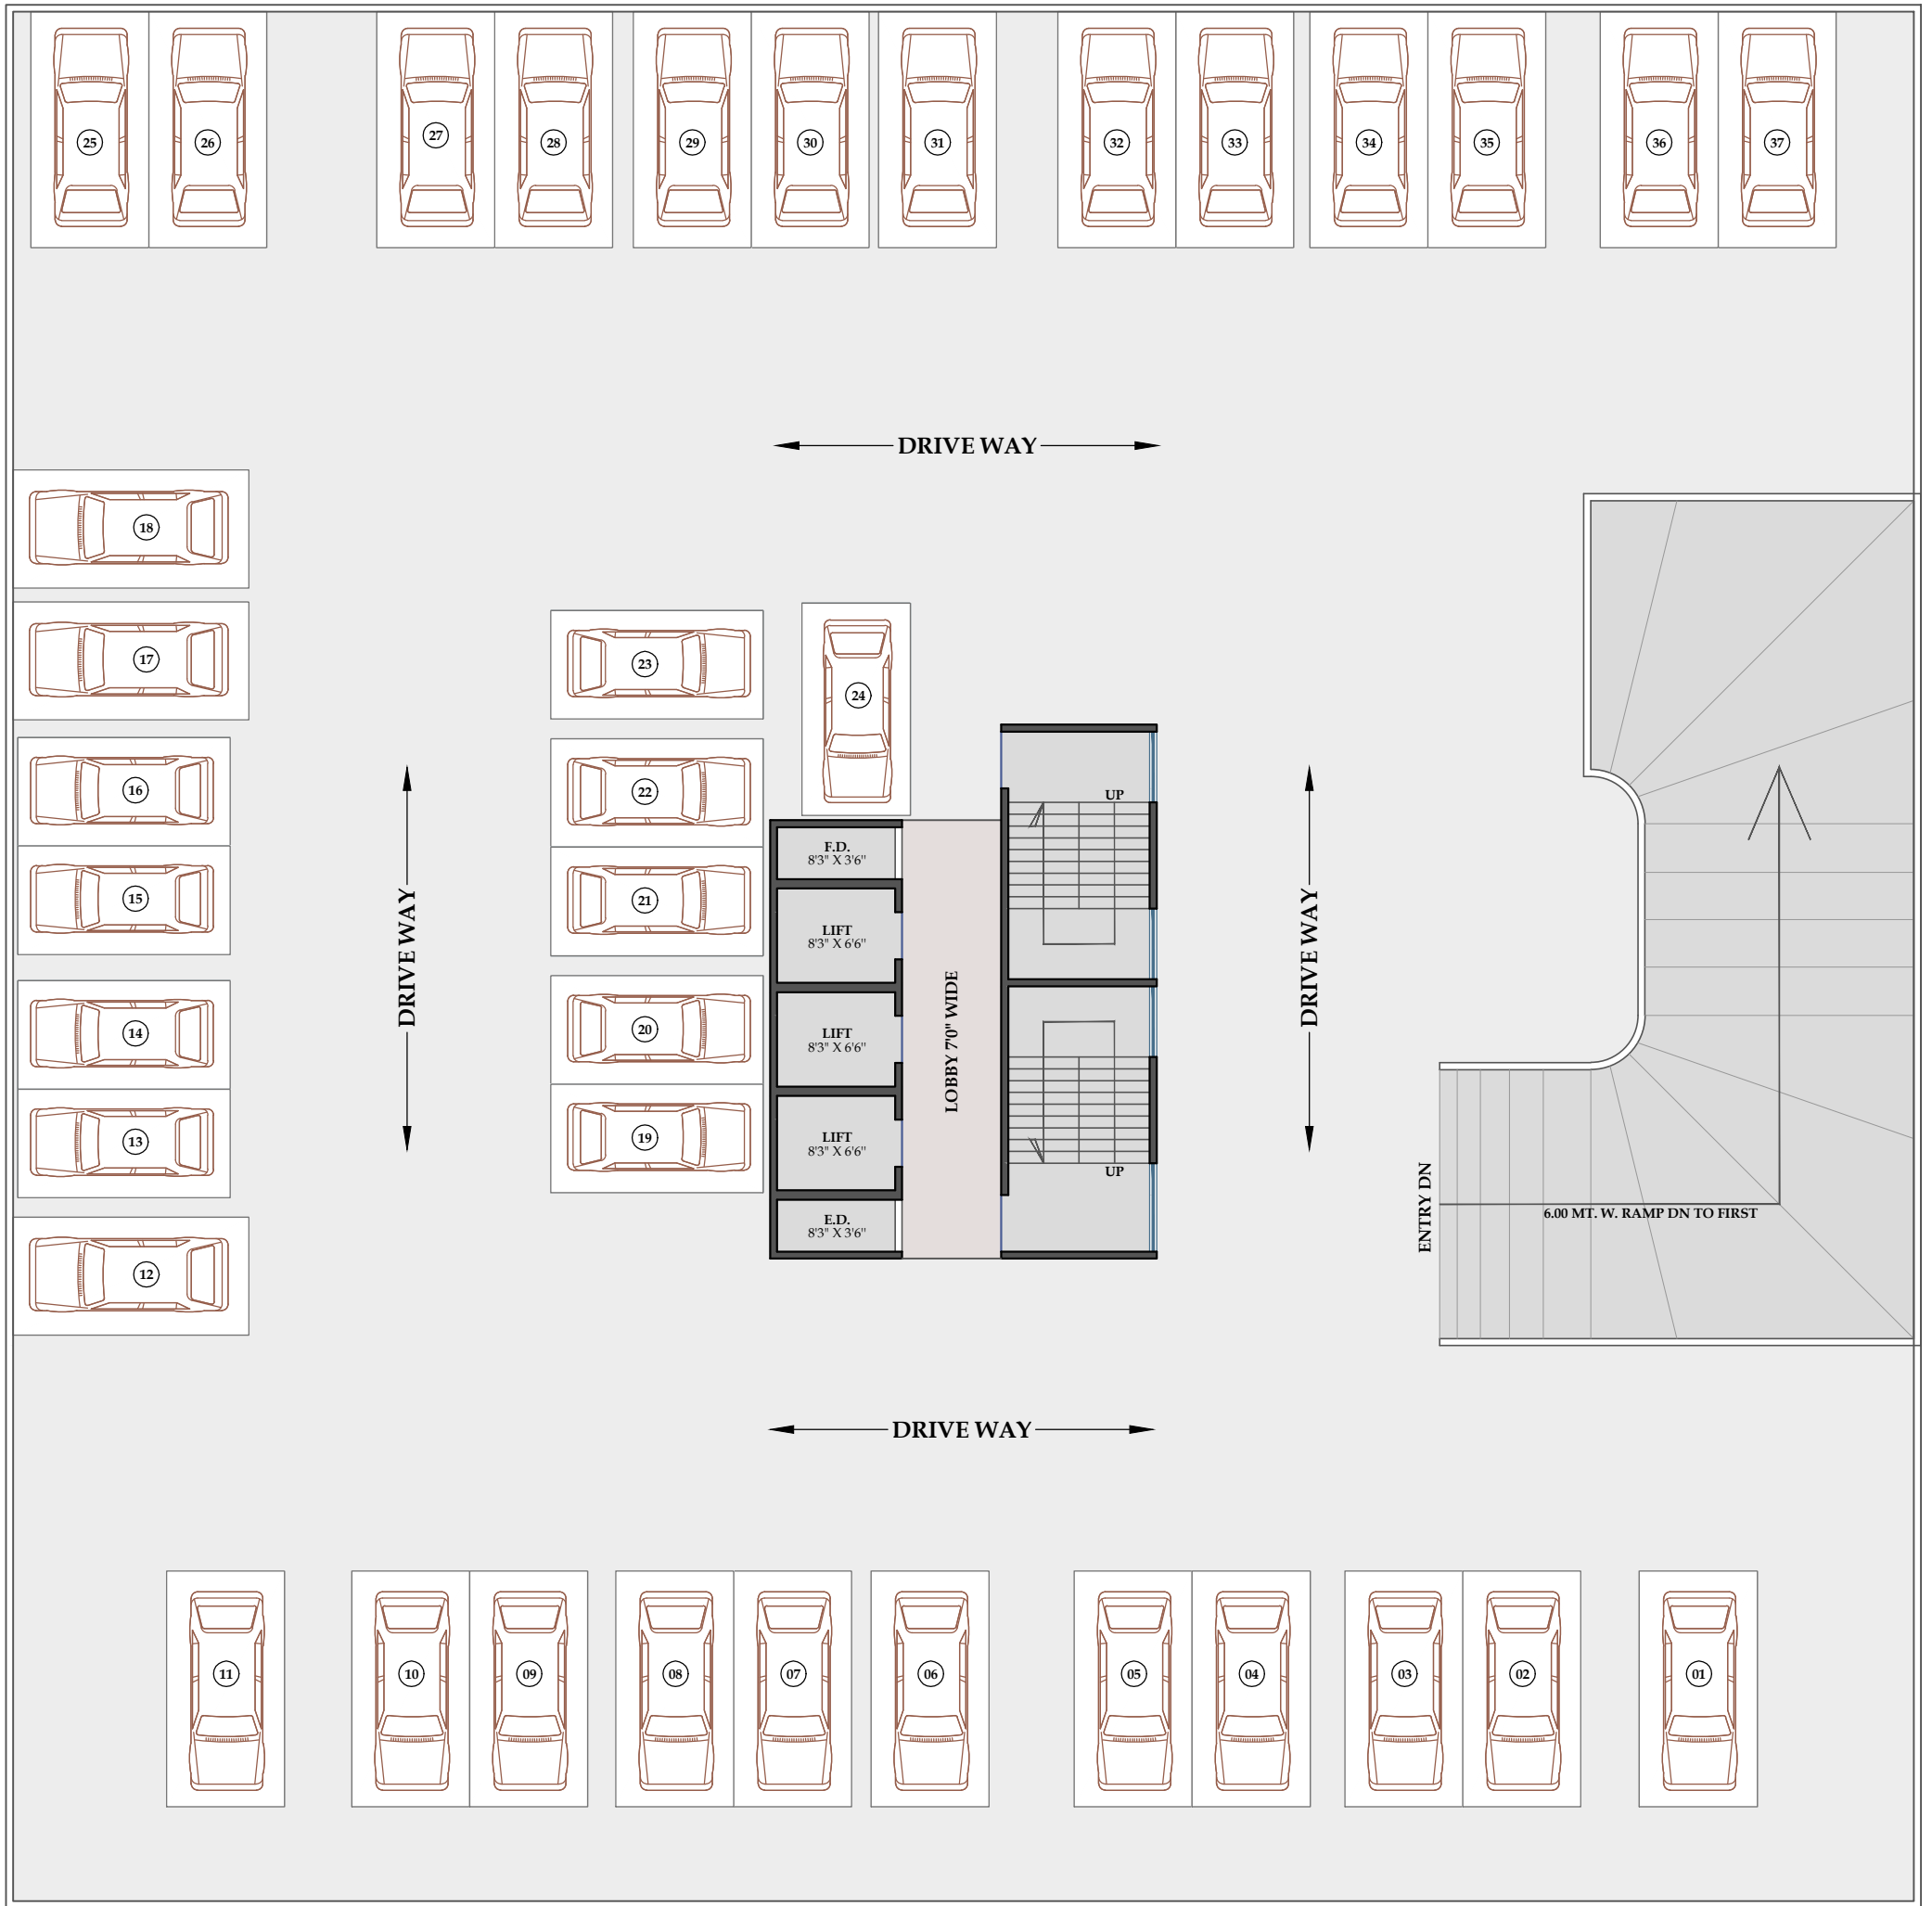 25
26
27
28
29
30
31
32
33
34
35
36
37
DRIVE WAY
18
17
16
15
14
13
12
DRIVE WAY
23
22
21
20
19
24
F.D.
8'3" X 3'6"
LIFT
8'3" X 6'6"
LIFT
8'3" X 6'6"
LIFT
8'3" X 6'6"
E.D.
8'3" X 3'6"
LOBBY 7'0" WIDE
UP
UP
DRIVE WAY
ENTRY DN
6.00 MT. W. RAMP DN TO FIRST
DRIVE WAY
11
10
09
08
07
06
05
04
03
02
01